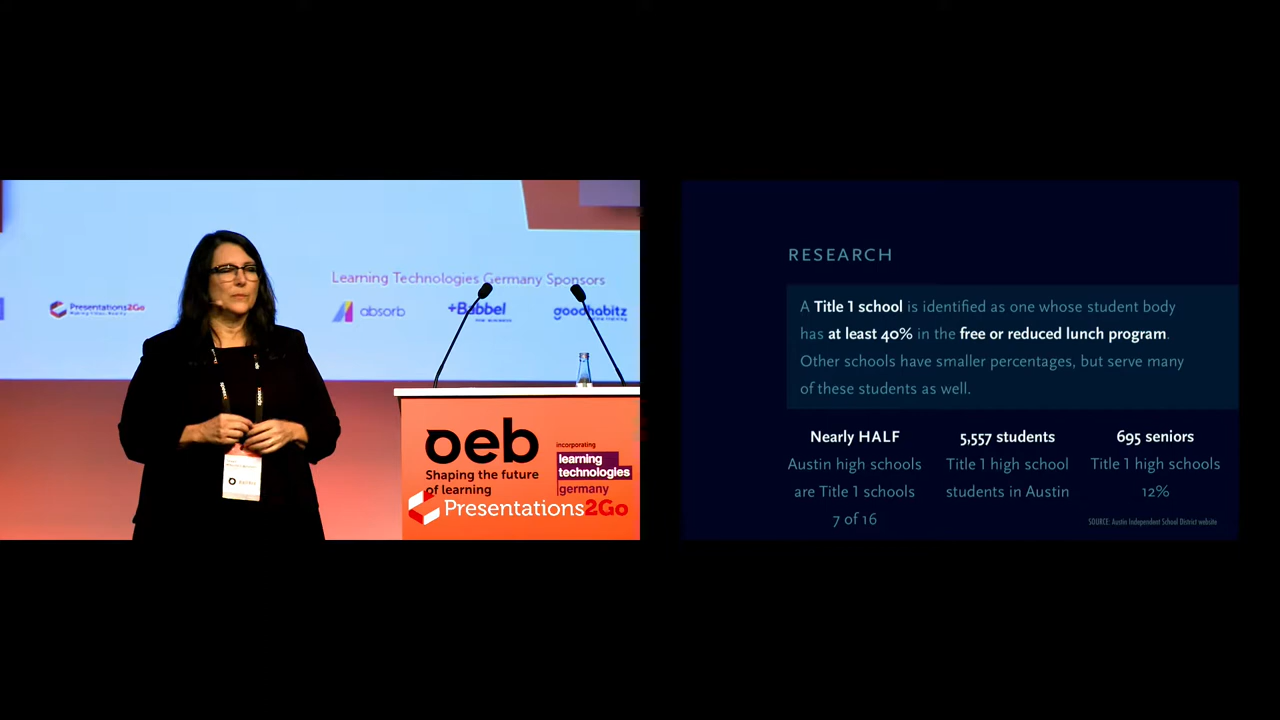 Learning Technologies Germany Sponsors
Presentations2Go
absorb
+Babbel
goodhabitz
oeb
Shaping the future
of learning
incorporating
learning
technologies
germany
Presentations2Go
RESEARCH
A Title 1 school is identified as one whose student body
has at least 40% in the free or reduced lunch program.
Other schools have smaller percentages, but serve many
of these students as well.
Nearly HALF
Austin high schools
are Title 1 schools
7 of 16
5,557 students
Title 1 high school
students in Austin
695 seniors
Title 1 high schools
12%
SOURCE: Austin Independent School District website